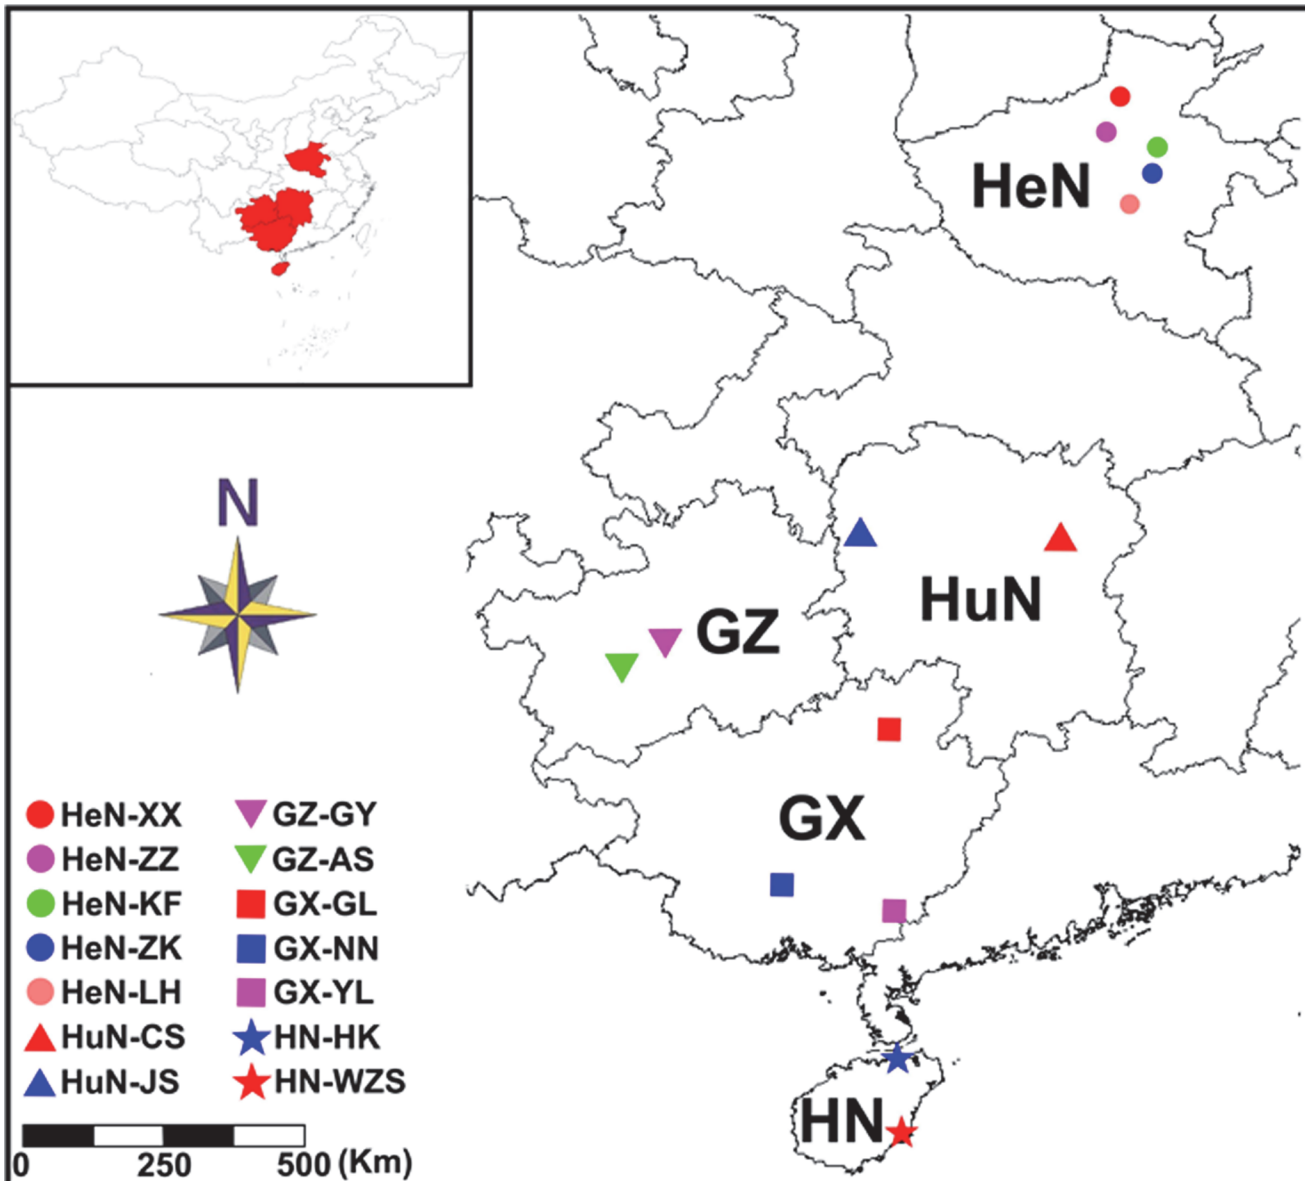 HeN
N
HuN
GZ
GX
HeN-XX GZ-GY
HeN-ZZ GZ-AS
HeN-KF GX-GL
HeN-ZK GX-NN
HeN-LH GX-YL
HuN-CS HN-HK
HuN-JS HN-WZS
HN
0 250 500 (Km)